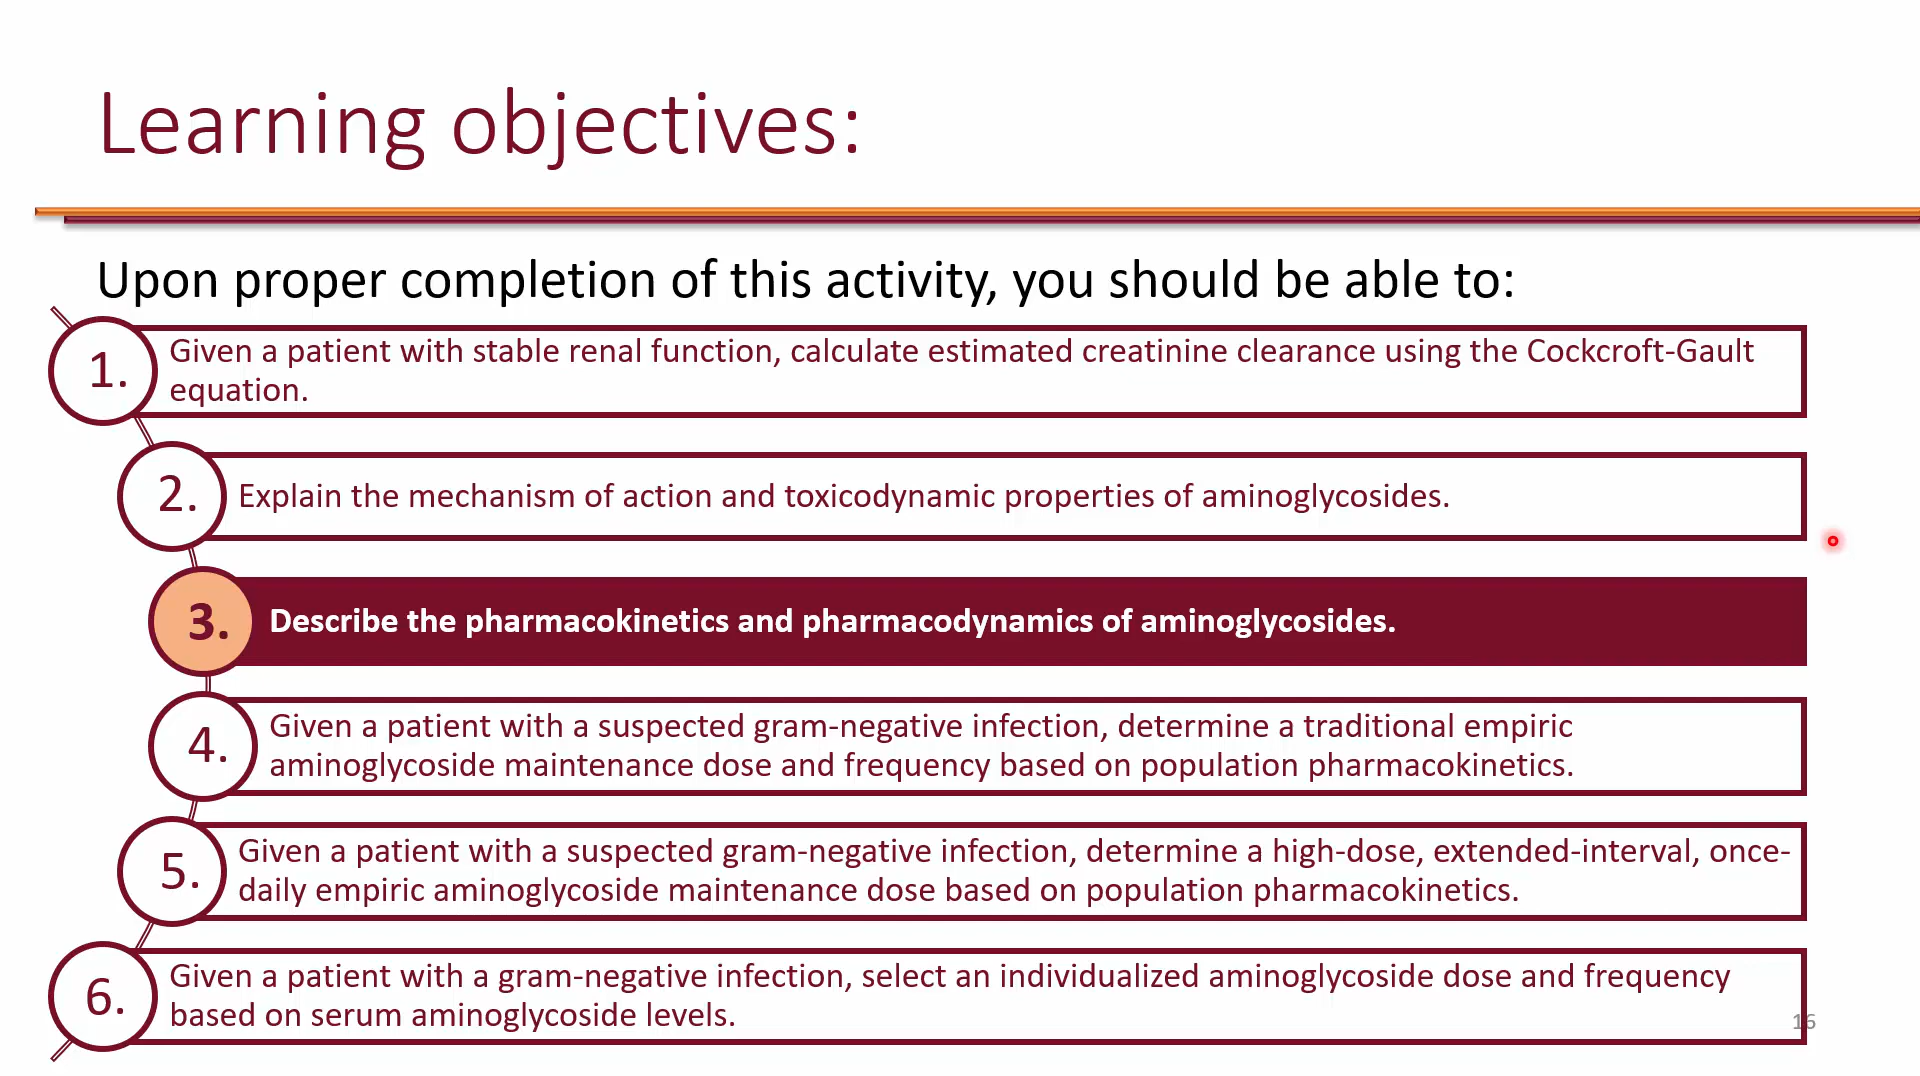 Learning objectives:
Upon proper completion of this activity, you should be able to:
1.
Given a patient with stable renal function, calculate estimated creatinine clearance using the Cockcroft-Gault
equation.
2.
Explain the mechanism of action and toxicodynamic properties of aminoglycosides.
3.
Describe the pharmacokinetics and pharmacodynamics of aminoglycosides.
4.
Given a patient with a suspected gram-negative infection, determine a traditional empiric
aminoglycoside maintenance dose and frequency based on population pharmacokinetics.
5.
Given a patient with a suspected gram-negative infection, determine a high-dose, extended-interval, once-
daily empiric aminoglycoside maintenance dose based on population pharmacokinetics.
6.
Given a patient with a gram-negative infection, select an individualized aminoglycoside dose and frequency
based on serum aminoglycoside levels.
16